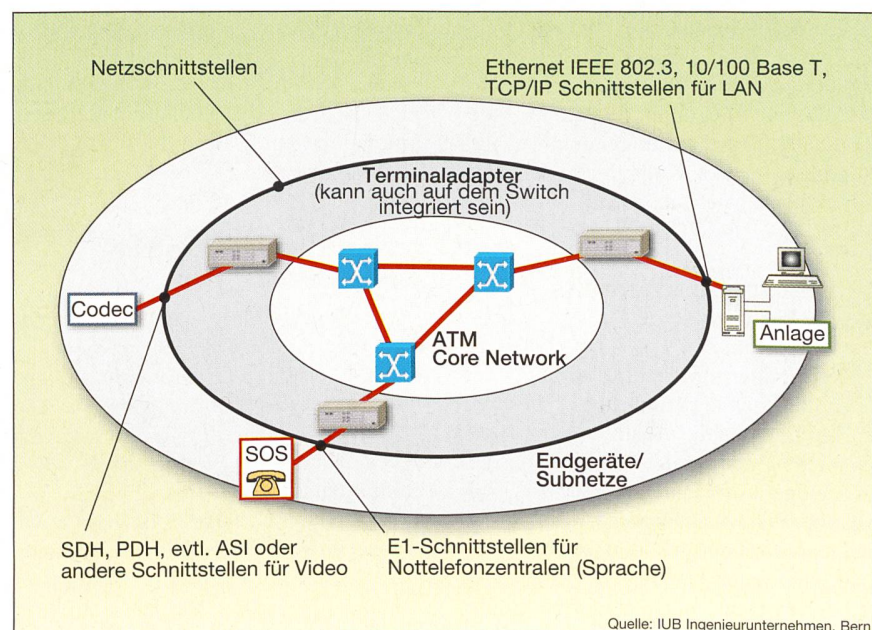 Netzschnittstellen
Ethernet IEEE 802.3, 10/100 Base T,
TCP/IP Schnittstellen für LAN
Terminaladapter
(kann auch auf dem Switch
integriert sein)
Codec
Anlage
ATM
Core Network
SOS
Endgeräte/
Subnetze
SDH, PDH, evtl. ASI oder
andere Schnittstellen für Video
E1-Schnittstellen für
Nottelefonzentralen (Sprache)
Quelle: IUB Ingenieurunternehmen, Bern